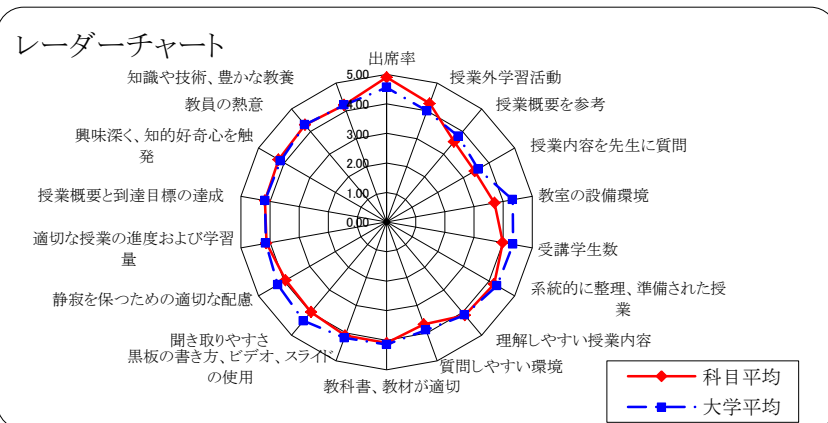 レーダーチャート
出席率
授業外学習活動
授業概要を参考
授業内容を先生に質問
教室の設備環境
受講学生数
系統的に整理、準備された授
業
理解しやすい授業内容
質問しやすい環境
教科書、教材が適切
黒板の書き方、ビデオ、スライド
の使用
聞き取りやすさ
静寂を保つための適切な配慮
適切な授業の進度および学習
量
授業概要と到達目標の達成
興味深く、知的好奇心を触
発
教員の熱意
知識や技術、豊かな教養
5.00
4.00
3.00
2.00
1.00
0.00
科目平均
大学平均